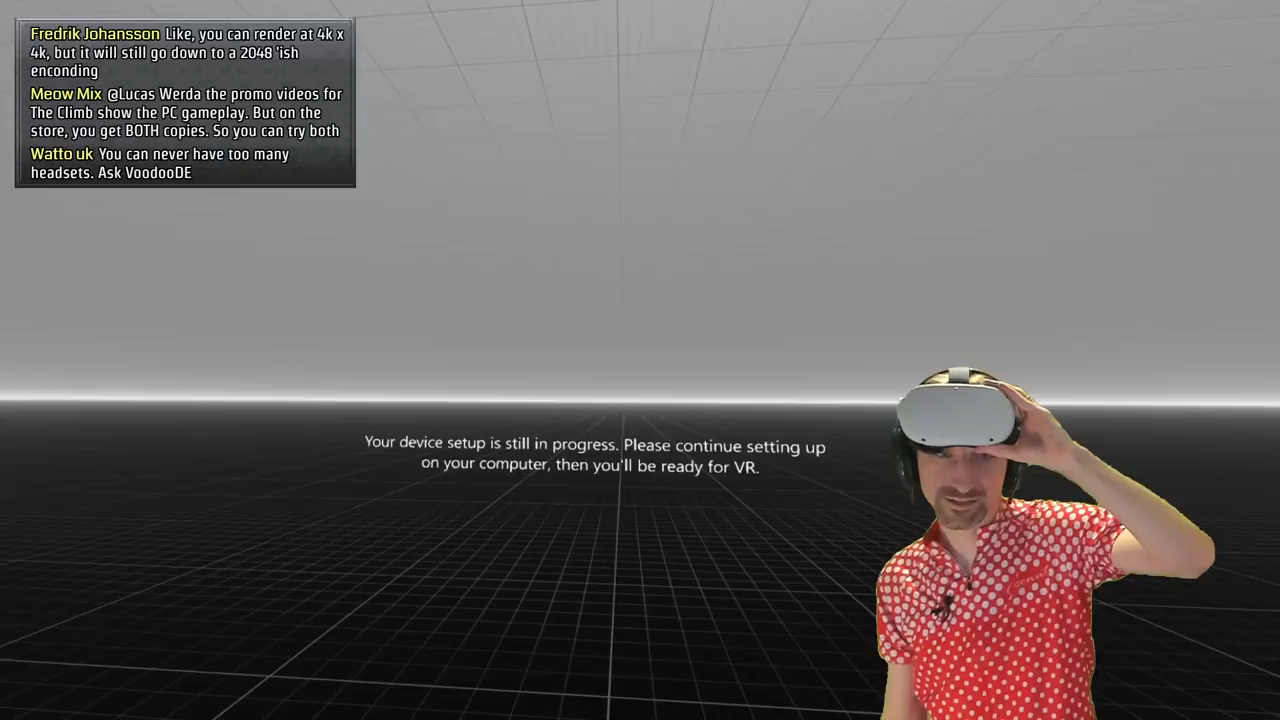 Fredrik Johansson Like, you can render at 4k x
4k, but it will still go down to a 2048 'ish
enconding
Meow Mix @Lucas Werda the promo videos for
The Climb show the PC gameplay. But on the
store, you get BOTH copies. So you can try both
Watto uk You can never have too many
headsets. Ask VoodooDE
Your device setup is still in progress. Please continue setting up
on your computer, then you'll be ready for VR.